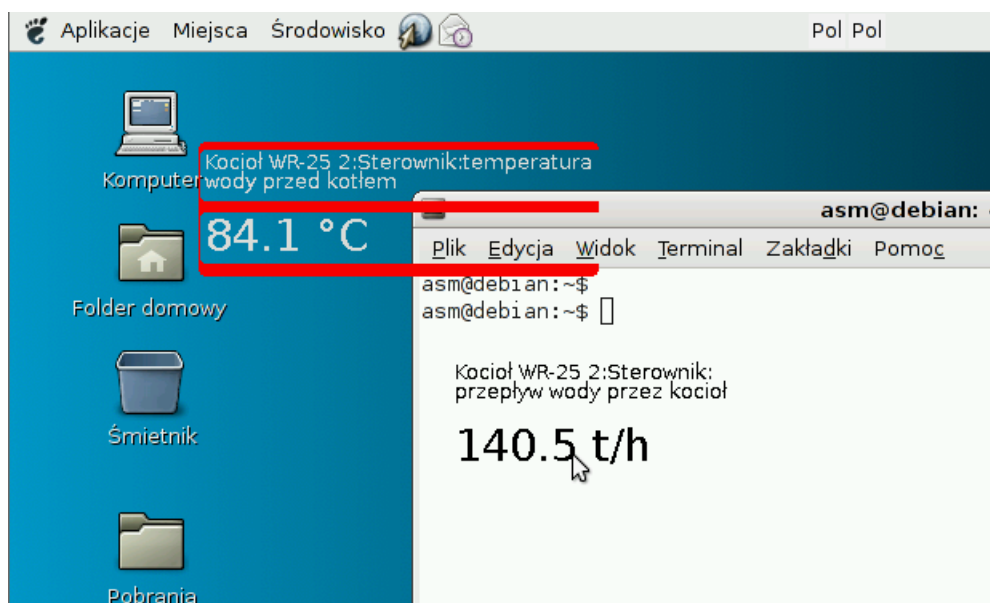 Aplikacje Miejsca Środowisko Pol Pol
Komputer
Kocioł WR-25 2:Sterownik:temperatura
wody przed kotłem
84.1 °C
asm@debian:
Plik Edycja Widok Terminal Zakładki Pomoc
asm@debian:~$
asm@debian:~$
Folder domowy
Kocioł WR-25 2:Sterownik:
przepływ wody przez kocioł
140.5 t/h
Śmietnik
Pobrania